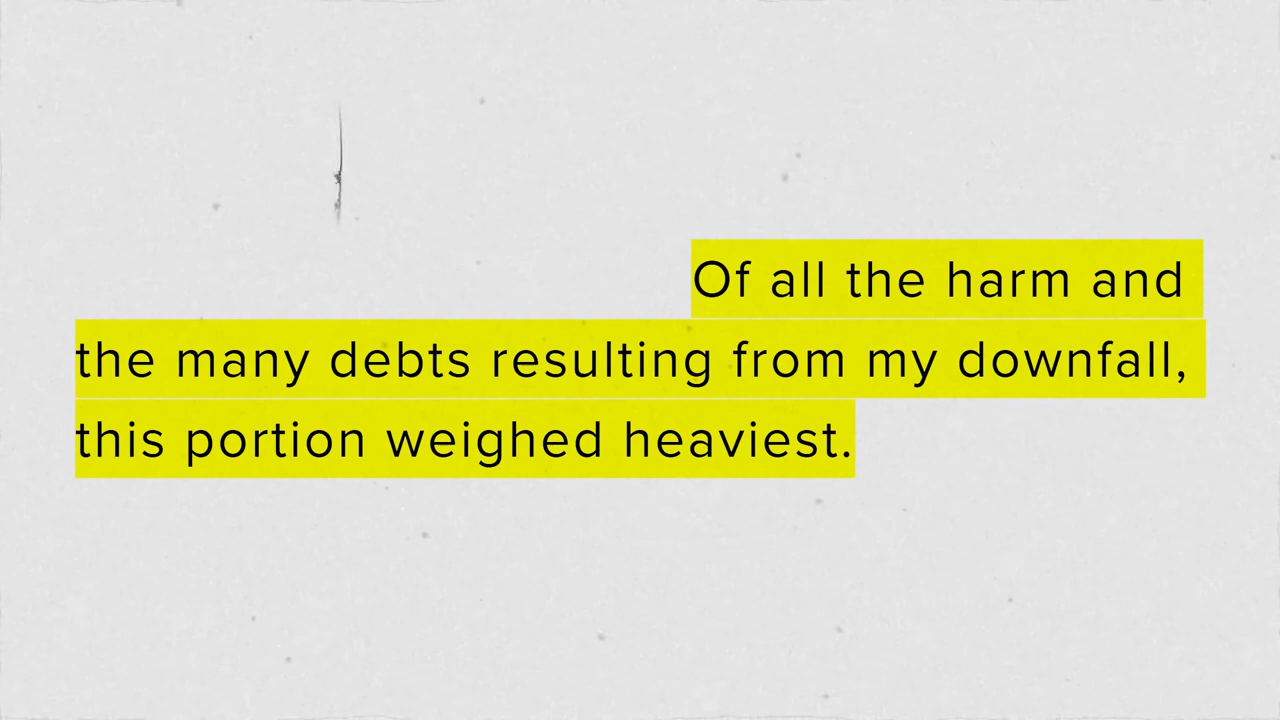 Of all the harm and
the many debts resulting from my downfall,
this portion weighed heaviest.